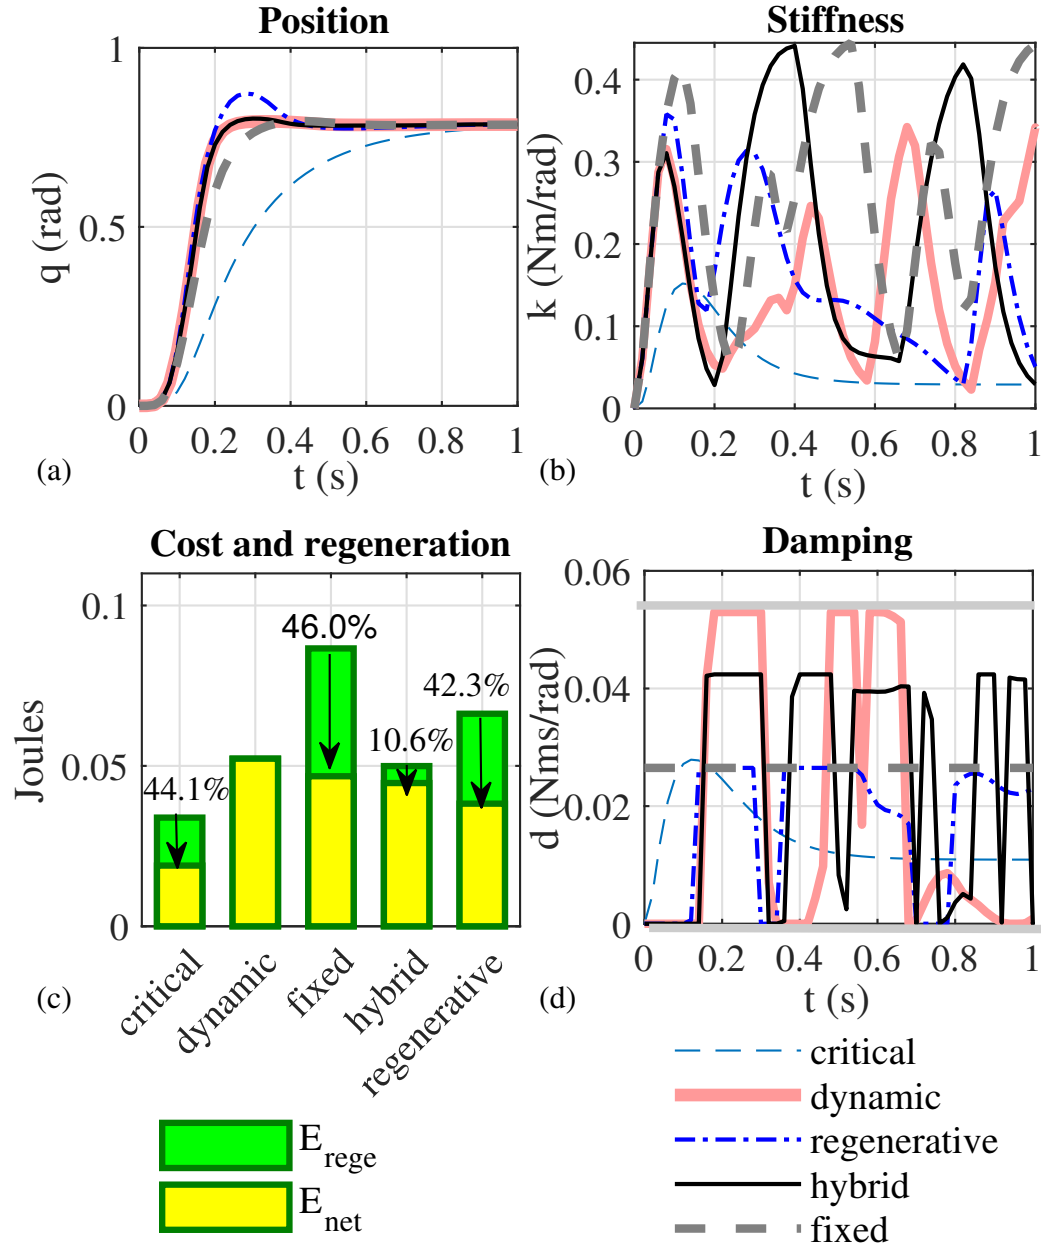 Position
1
0.5
0
q (rad)
0 0.2 0.4 0.6 0.8 1
t (s)
(a)
Stiffness
0.4
0.3
0.2
0.1
0
k (Nm/rad)
0 0.2 0.4 0.6 0.8 1
t (s)
(b)
Cost and regeneration
0.1
0.05
0
Joules
44.1%
46.0%
10.6%
42.3%
critical
dynamic
fixed
hybrid
regenerative
(c)
E_rege
E_net
Damping
0.06
0.04
0.02
0
d (Nms/rad)
0 0.2 0.4 0.6 0.8 1
t (s)
(d)
critical
dynamic
regenerative
hybrid
fixed